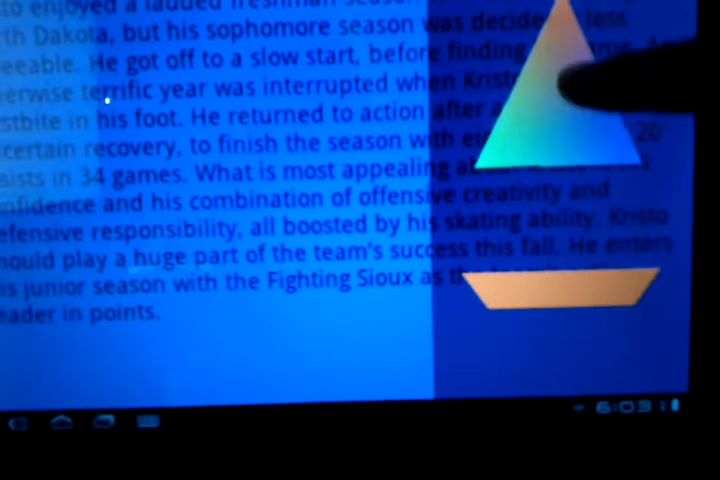 to enjoyed a lauded freshman season
rth Dakota, but his sophomore season was decide less
eeable. He got off to a slow start, before finding
erwise terrific year was interrupted when Kristo
stbite in his foot. He returned to action after a
certain recovery, to finish the season with 20
sists in 34 games. What is most appealing
nfidence and his combination of offensive creativity and
efensive responsibility, all boosted by his skating ability. Kristo
hould play a huge part of the team's success this fall. He enters
is junior season with the Fighting Sioux as
eader in points.
6:03